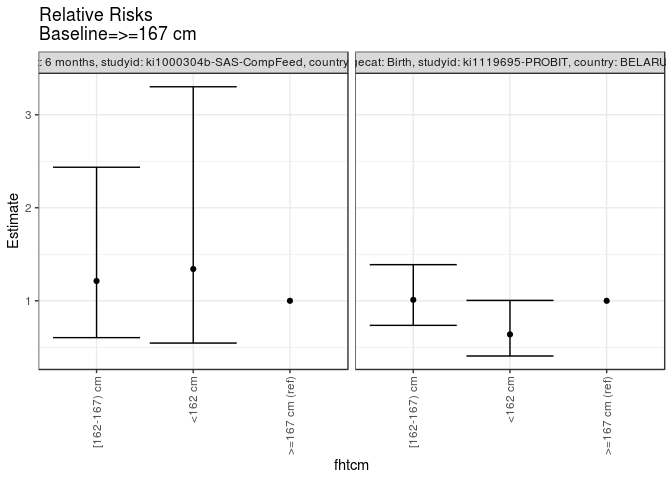 Relative Risks
Baseline=>=167 cm
: 6 months, studyid: ki1000304b-SAS-CompFeed, country
gecat: Birth, studyid: ki1119695-PROBIT, country: BELARU
Estimate
3
2
1
[162-167) cm
<162 cm
>=167 cm (ref)
[162-167) cm
<162 cm
>=167 cm (ref)
fhtcm